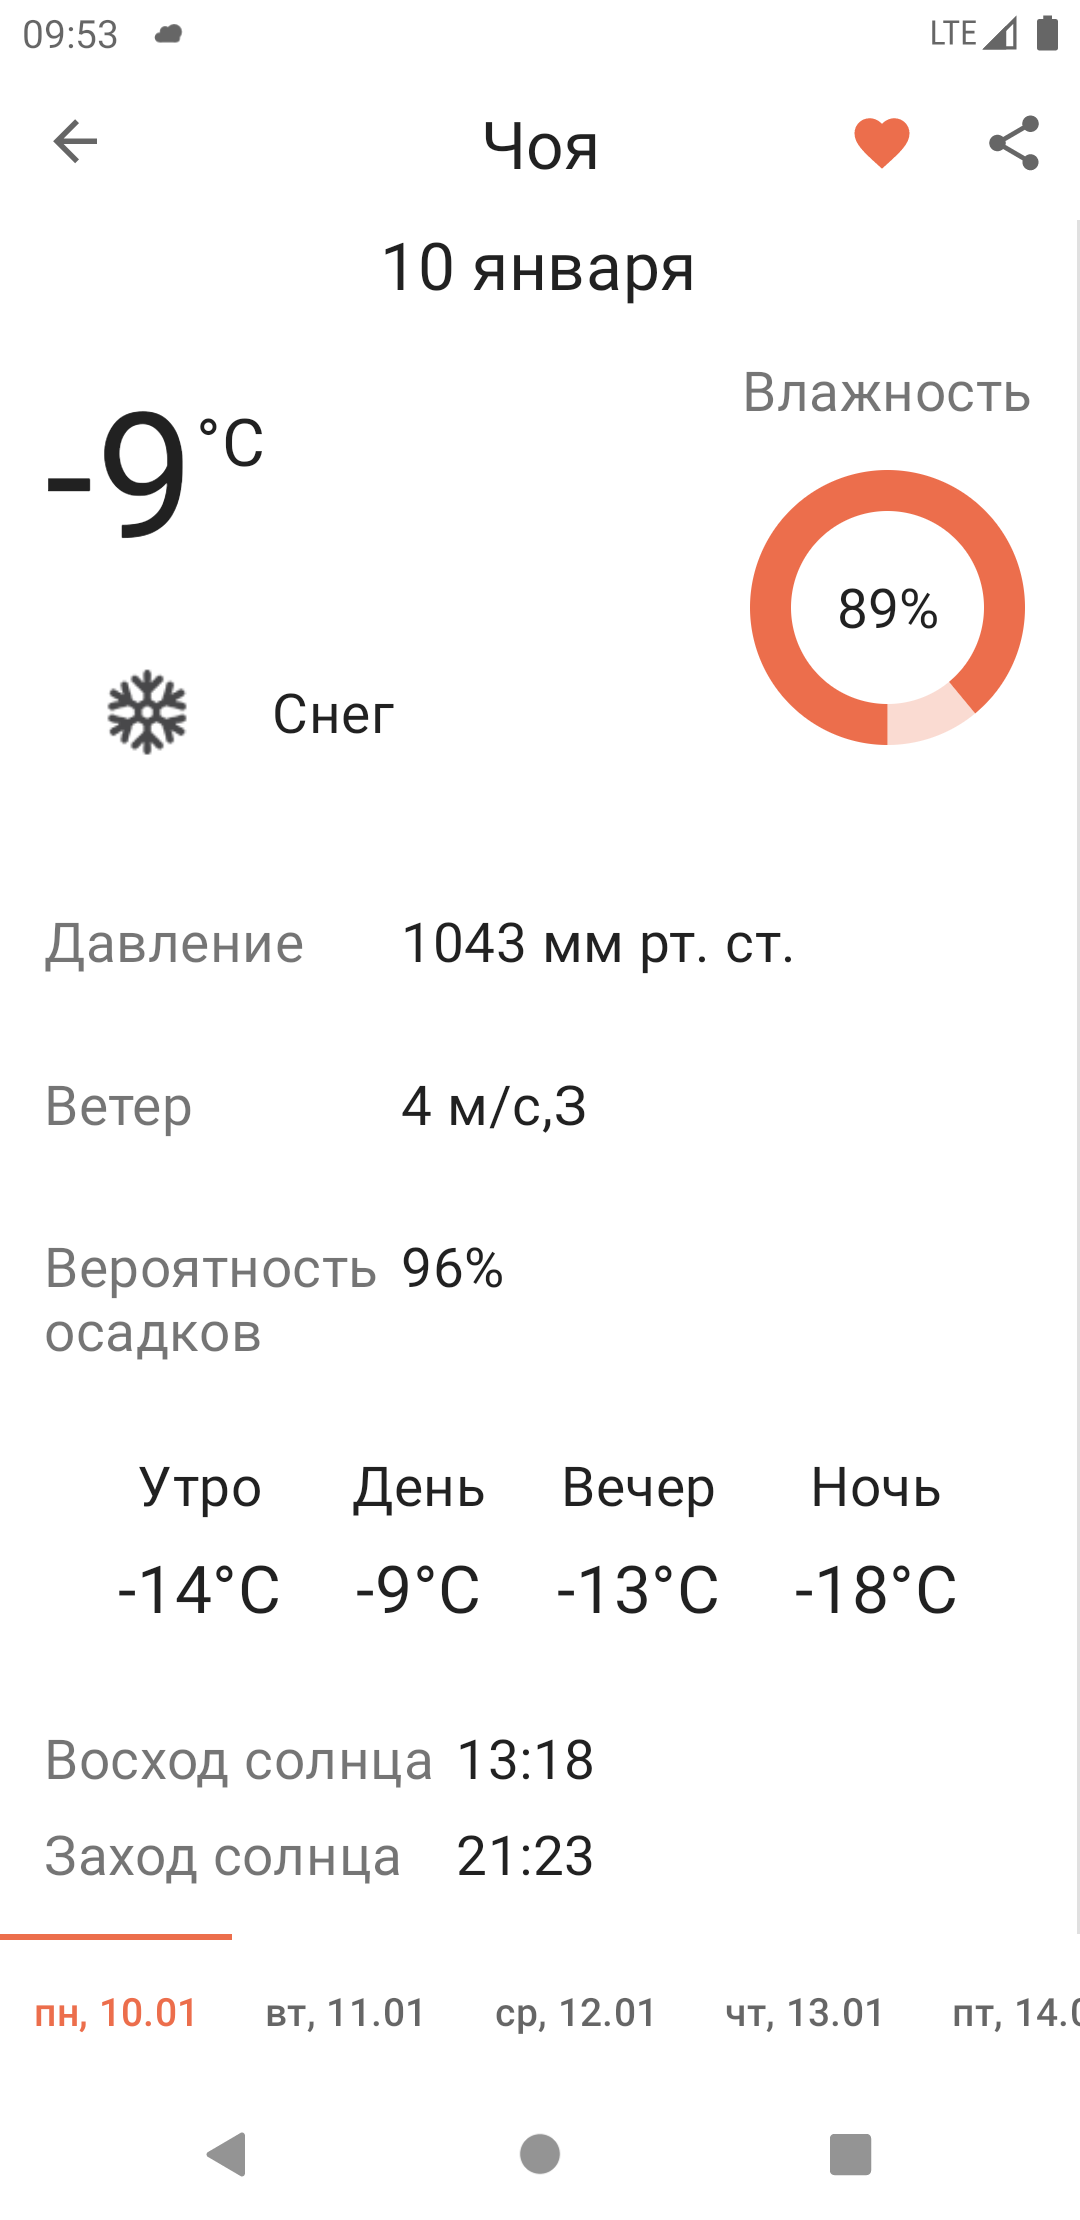 09:53
LTE
Чоя
10 января
-9 °C
Влажность
89%
Снег
Давление 1043 мм рт. ст.
Ветер 4 м/с,З
Вероятность осадков 96%
Утро День Вечер Ночь
-14°C -9°C -13°C -18°C
Восход солнца 13:18
Заход солнца 21:23
пн, 10.01 вт, 11.01 ср, 12.01 чт, 13.01 пт, 14.0